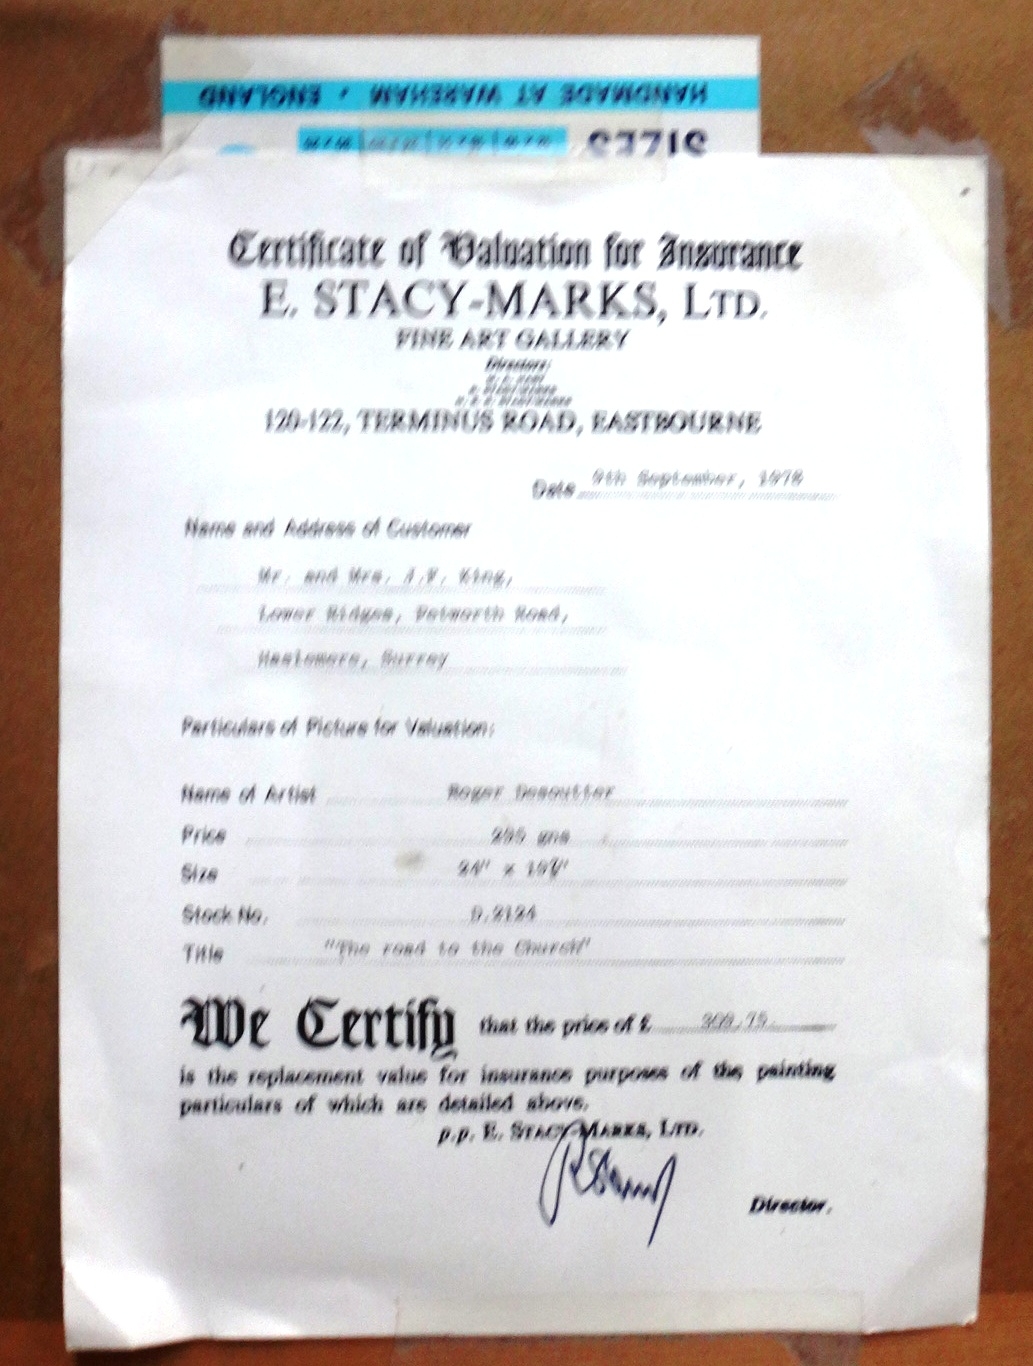 HANDMADE AT WAREHAM · ENGLAND
SIZES
Certificate of Valuation for Insurance
E. STACY-MARKS, LTD.
FINE ART GALLERY
Directors:
120-122, TERMINUS ROAD, EASTBOURNE
Date 9th September, 1978
Name and Address of Customer
Mr. and Mrs. King,
Lower Ridges, Petworth Road,
Haslemere, Surrey
Particulars of Picture for Valuation:
Name of Artist Roger Desoutter
Price gns
Size 24" x
Stock No. D.2124
Title "The road to the Church"
We Certify that the price of £
is the replacement value for insurance purposes of the painting
particulars of which are detailed above.
p.p. E. STACY-MARKS, LTD.
Director.